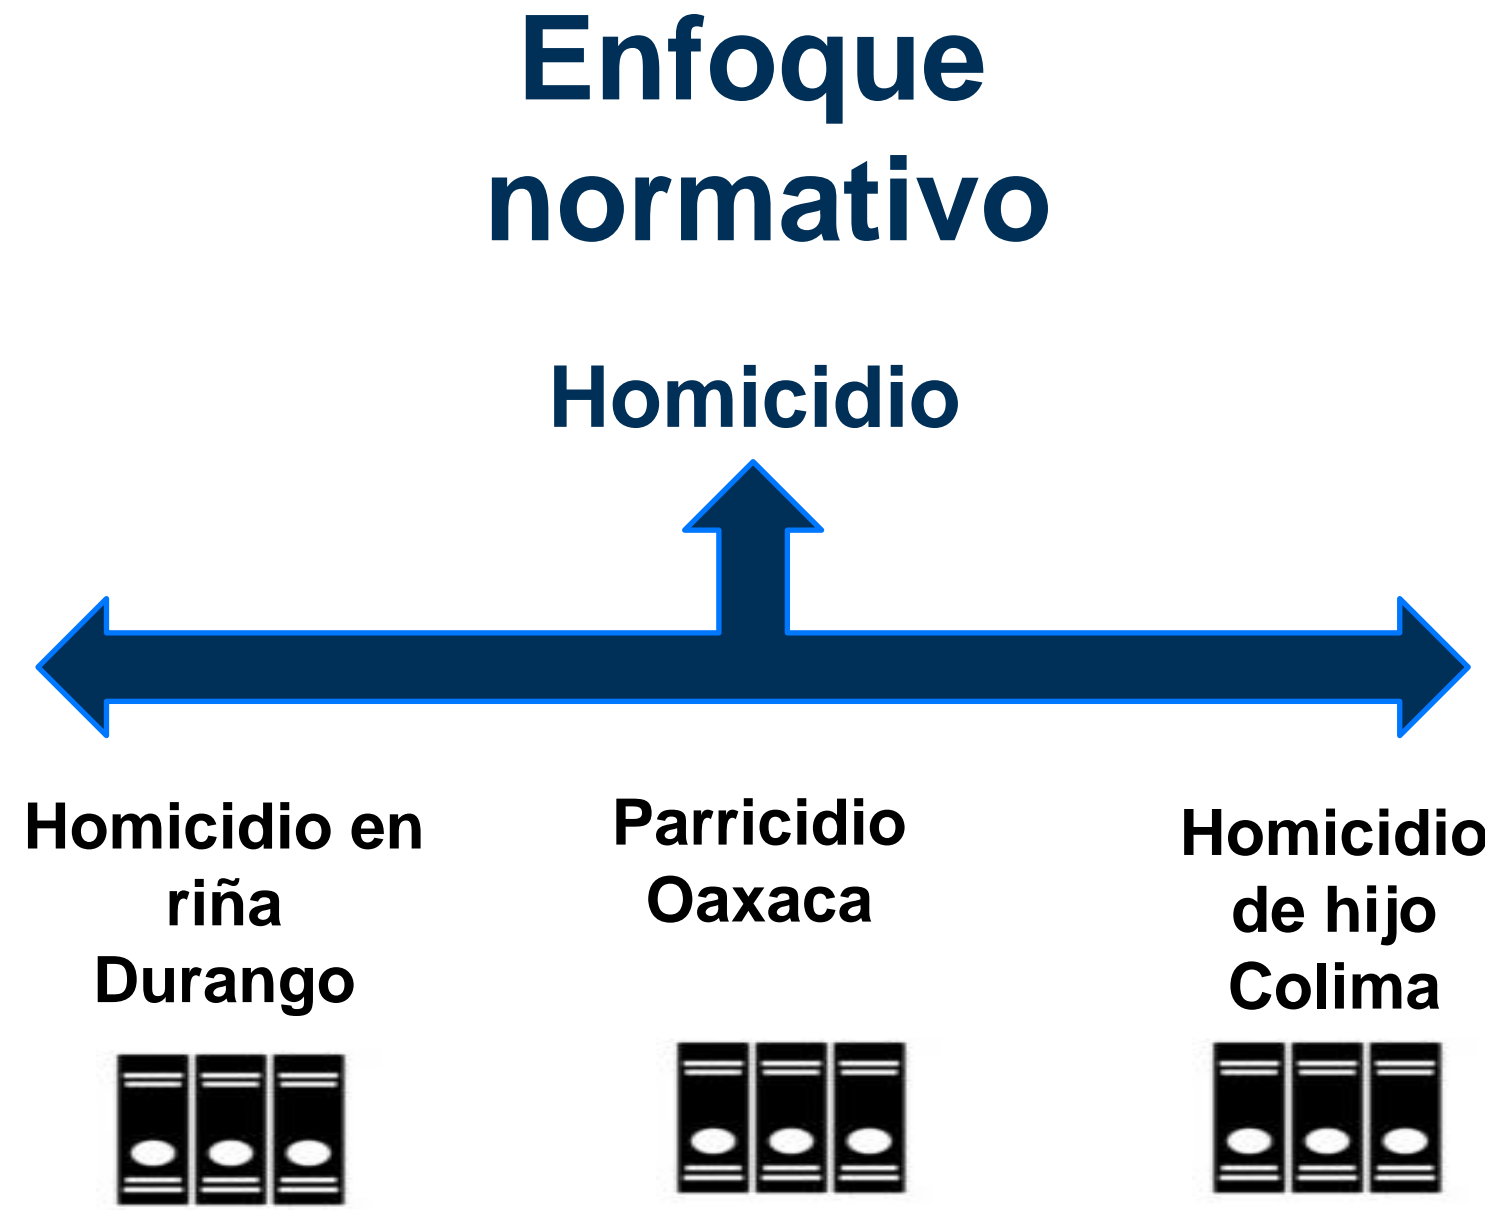 Enfoque
normativo
Homicidio
Homicidio en
riña
Durango
Parricidio
Oaxaca
Homicidio
de hijo
Colima